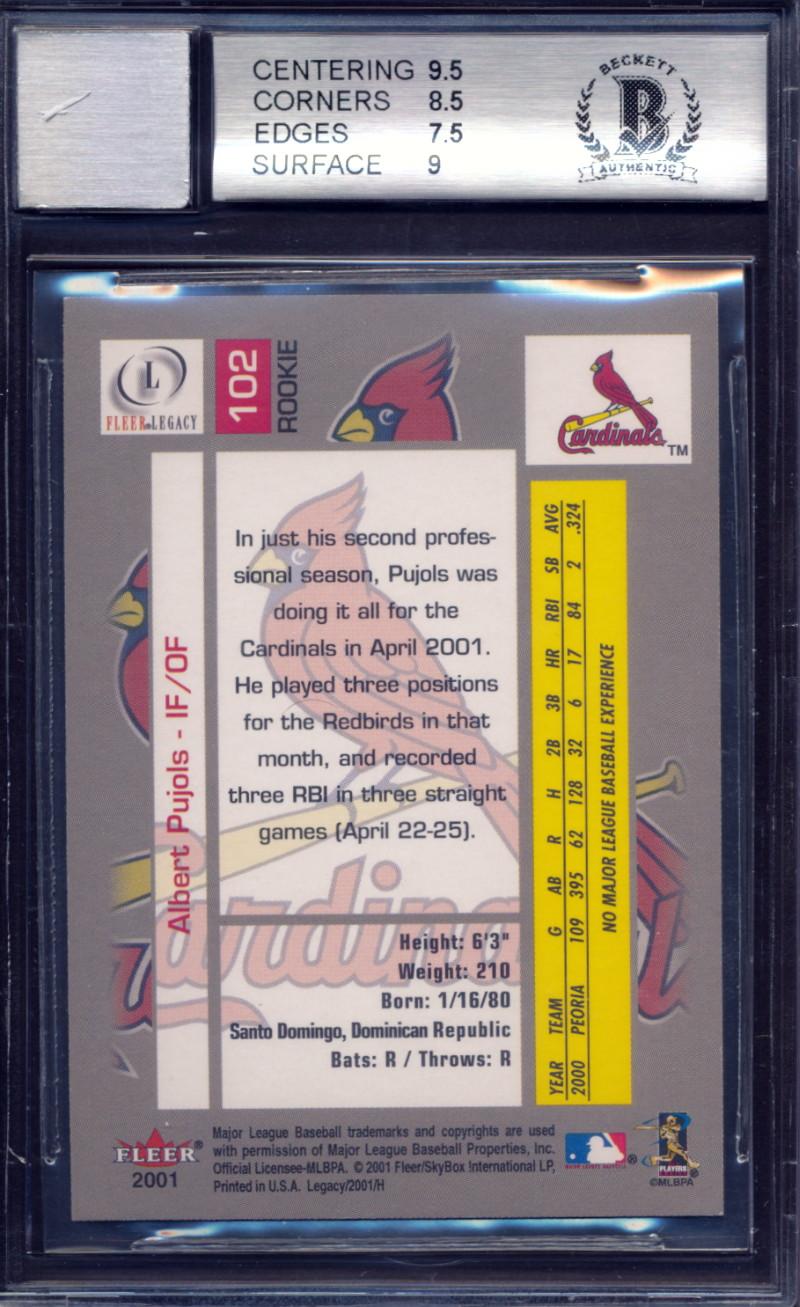 CENTERING 9.5
CORNERS 8.5
EDGES 7.5
SURFACE 9
BECKETT
B
AUTHENTIC
L
FLEER LEGACY
102
ROOKIE
Cardinals
TM
Albert Pujols - IF/OF
In just his second profes-
sional season, Pujols was
doing it all for the
Cardinals in April 2001.
He played three positions
for the Redbirds in that
month, and recorded
three RBI in three straight
games (April 22-25).
Cardinals
Height: 6'3"
Weight: 210
Born: 1/16/80
Santo Domingo, Dominican Republic
Bats: R / Throws: R
YEAR TEAM G AB R H 2B 3B HR RBI SB AVG
2000 PEORIA 109 395 62 128 32 6 17 84 2 .324
NO MAJOR LEAGUE BASEBALL EXPERIENCE
FLEER®
2001
Major League Baseball trademarks and copyrights are used
with permission of Major League Baseball Properties, Inc.
Official Licensee-MLBPA. © 2001 Fleer/SkyBox International LP,
Printed in U.S.A. Legacy/2001/H
MAJOR LEAGUE BASEBALL ®
PLAYERS ®
©MLBPA